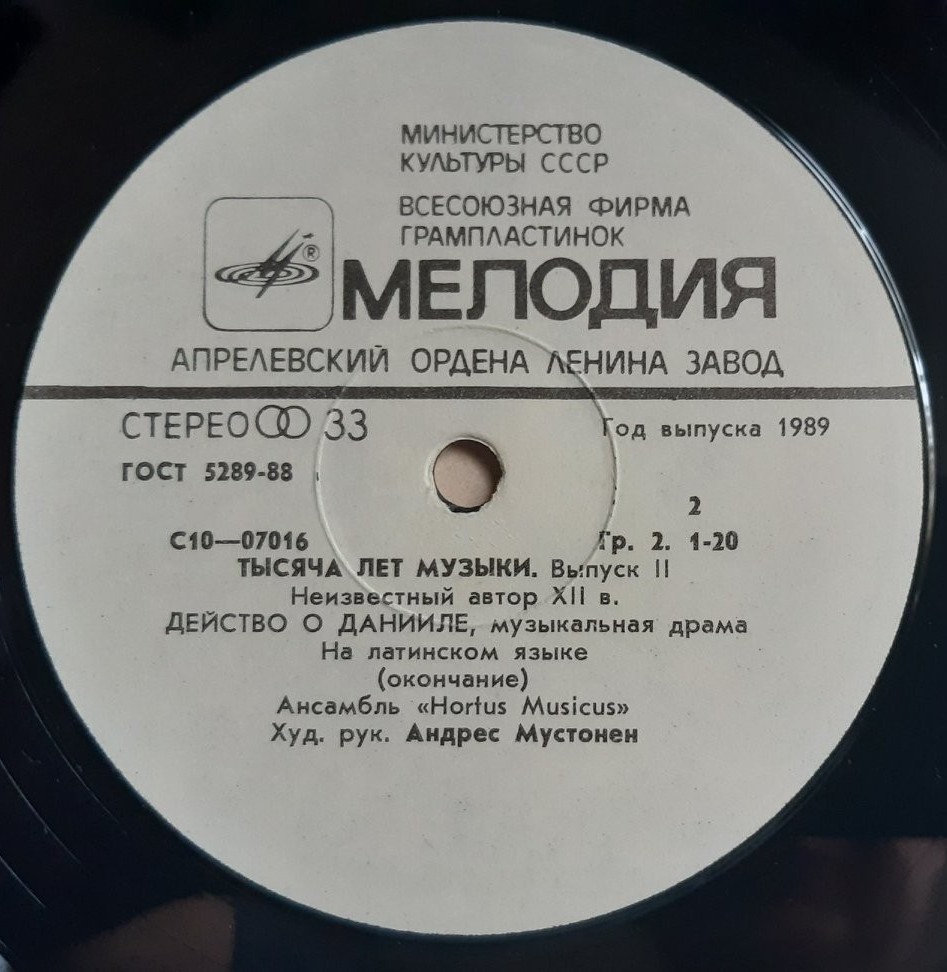 МИНИСТЕРСТВО
КУЛЬТУРЫ СССР
ВСЕСОЮЗНАЯ ФИРМА
ГРАМПЛАСТИНОК
®
МЕЛОДИЯ
АПРЕЛЕВСКИЙ ОРДЕНА ЛЕНИНА ЗАВОД
СТЕРЕО 33
Год выпуска 1989
ГОСТ 5289-88
2
С10—07016
Гр. 2. 1-20
ТЫСЯЧА ЛЕТ МУЗЫКИ. Выпуск II
Неизвестный автор XII в.
ДЕЙСТВО О ДАНИИЛЕ, музыкальная драма
На латинском языке
(окончание)
Ансамбль «Hortus Musicus»
Худ. рук. Андрес Мустонен